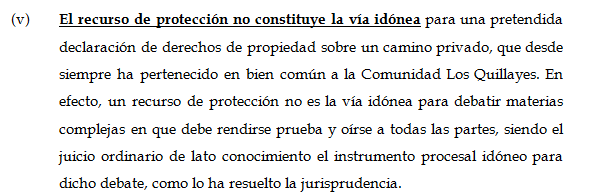 (v) El recurso de protección no constituye la vía idónea para una pretendida
declaración de derechos de propiedad sobre un camino privado, que desde
siempre ha pertenecido en bien común a la Comunidad Los Quillayes. En
efecto, un recurso de protección no es la vía idónea para debatir materias
complejas en que debe rendirse prueba y oírse a todas las partes, siendo el
juicio ordinario de lato conocimiento el instrumento procesal idóneo para
dicho debate, como lo ha resuelto la jurisprudencia.